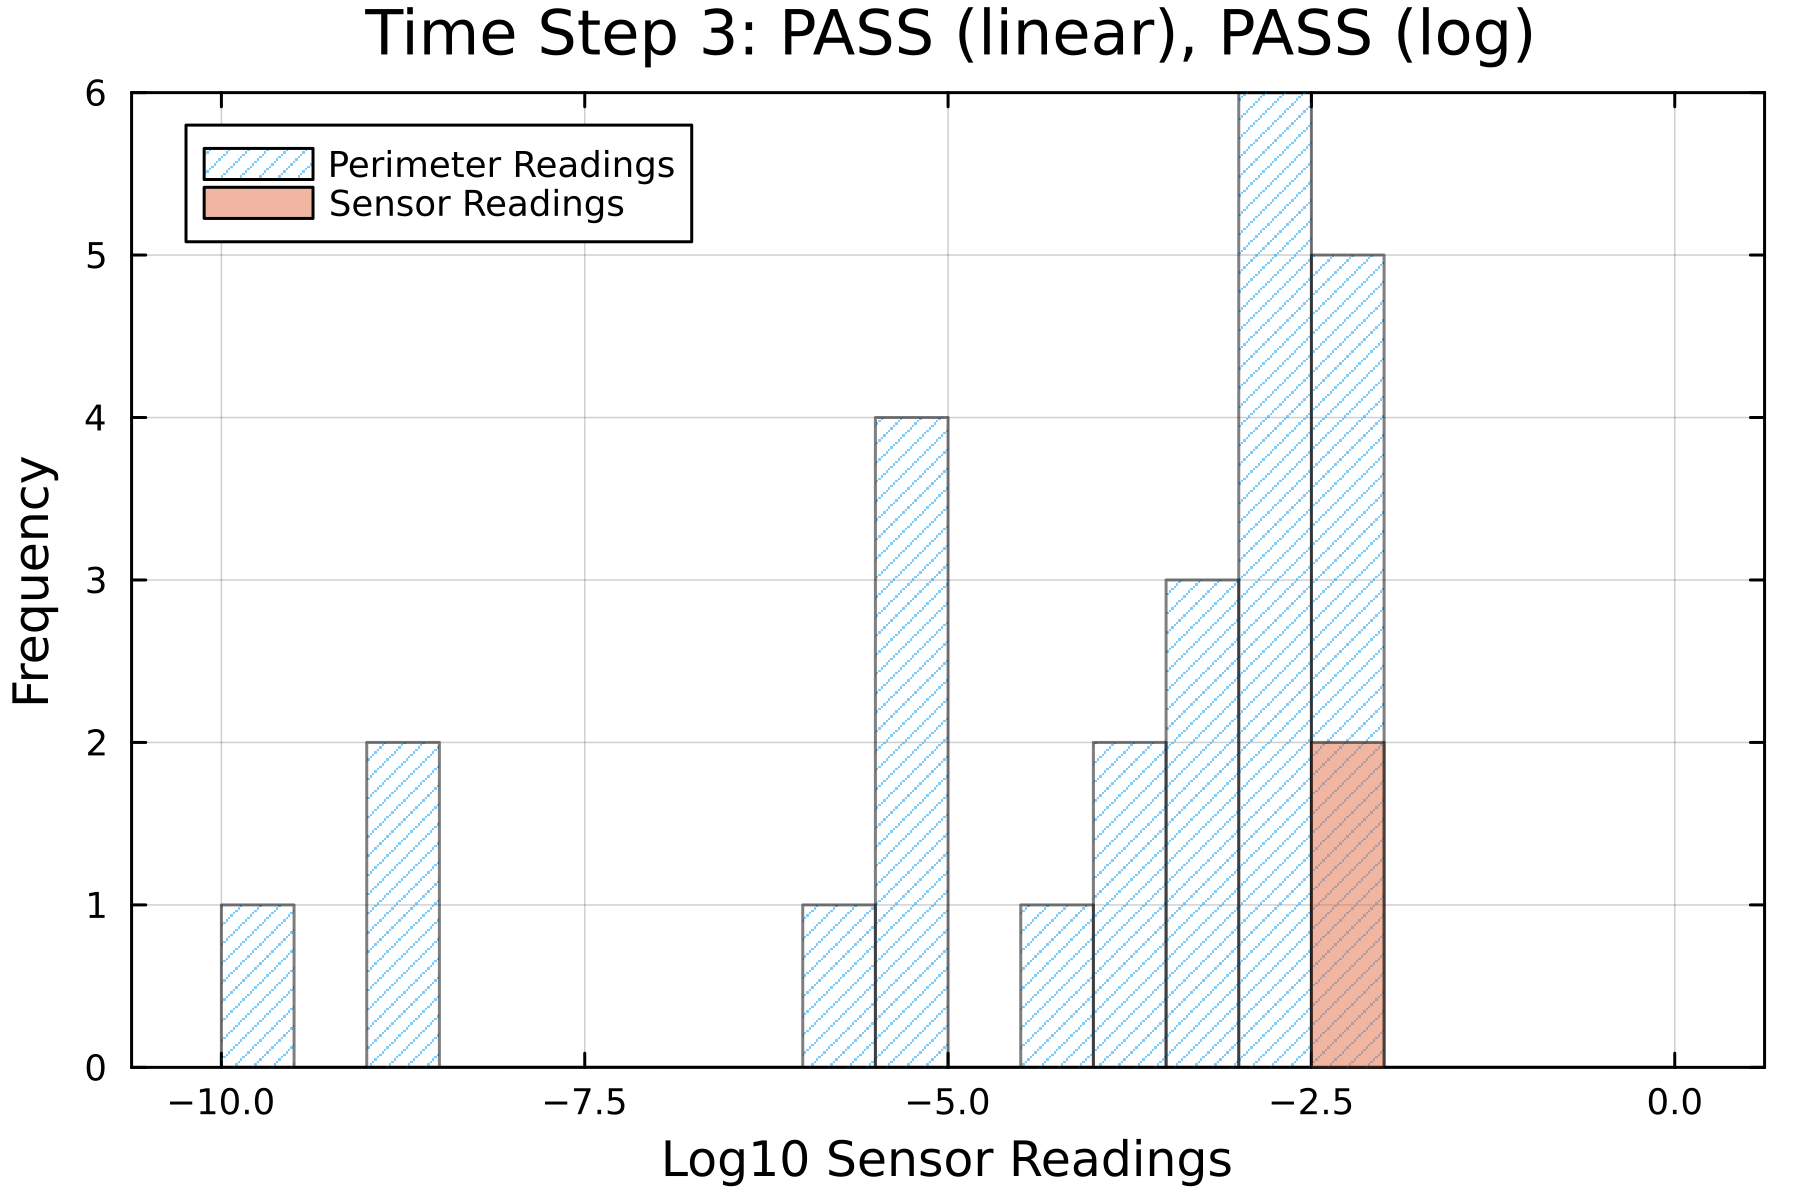 Time Step 3: PASS (linear), PASS (log)
6
Perimeter Readings
Sensor Readings
5
4
3
2
1
0
Frequency
−10.0
−7.5
−5.0
−2.5
0.0
Log10 Sensor Readings